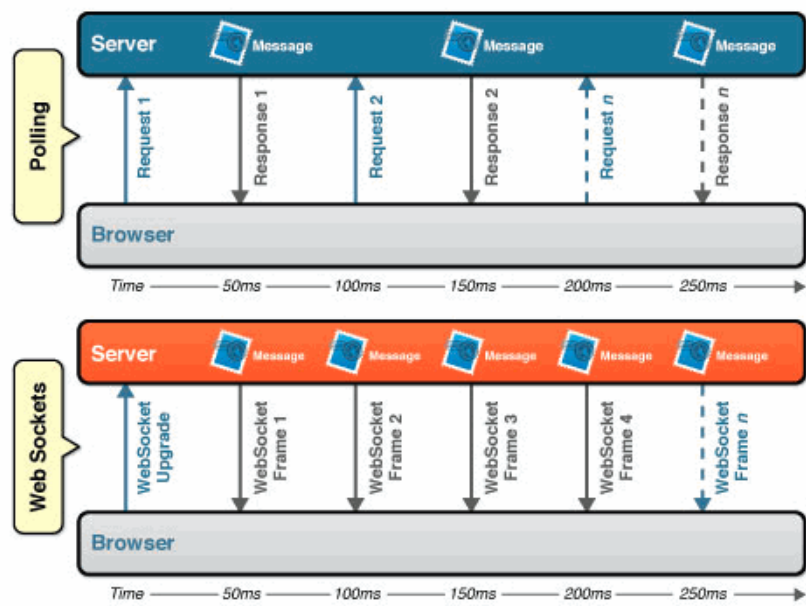 Server
Message
Message
Message
Polling
Request 1
Response 1
Request 2
Response 2
Request n
Response n
Browser
Time 50ms 100ms 150ms 200ms 250ms
Server
Message
Message
Message
Message
Message
Web Sockets
WebSocket
Upgrade
WebSocket
Frame 1
WebSocket
Frame 2
WebSocket
Frame 3
WebSocket
Frame 4
WebSocket
Frame n
Browser
Time 50ms 100ms 150ms 200ms 250ms